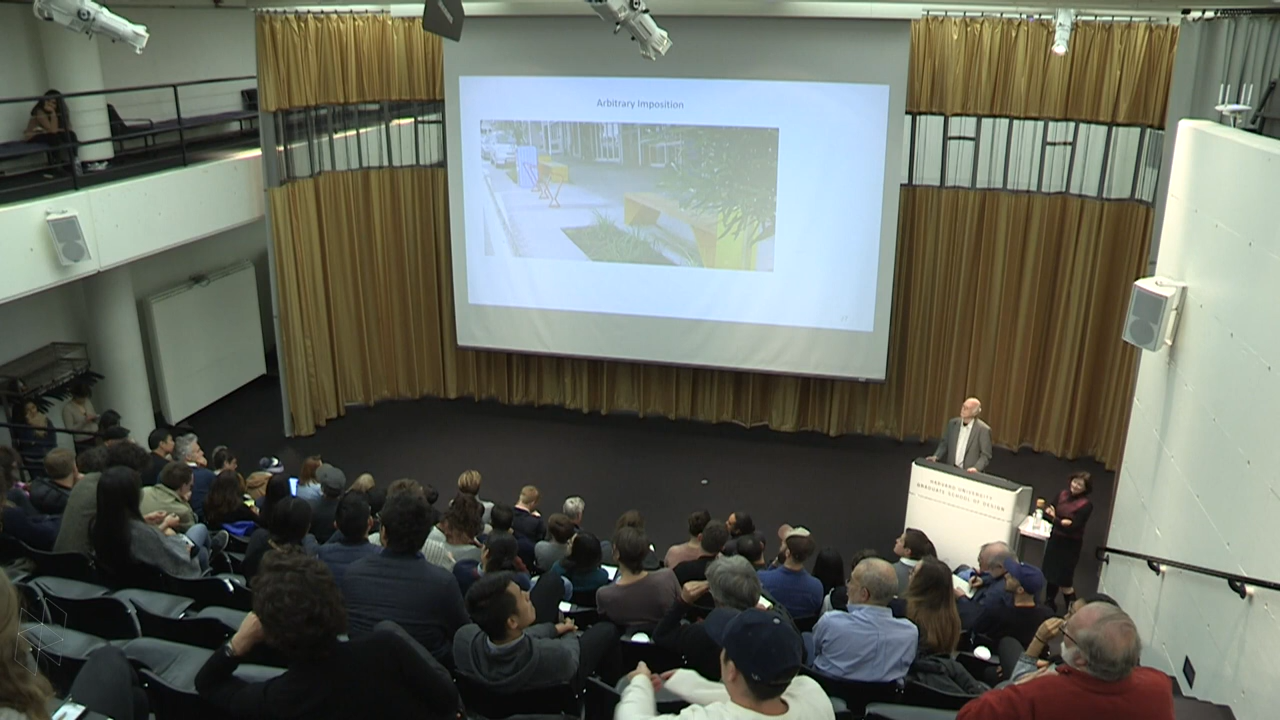 Arbitrary Imposition
HARVARD UNIVERSITY
GRADUATE SCHOOL OF DESIGN